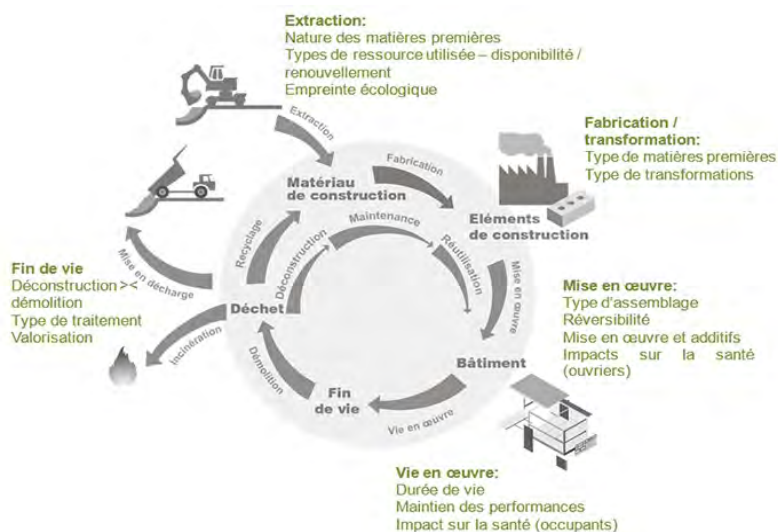 Extraction:
Nature des matières premières
Types de ressource utilisée – disponibilité /
renouvellement
Empreinte écologique
Extraction
Fabrication /
transformation:
Type de matières premières
Type de transformations
Fabrication
Matériau
de construction
Eléments
de construction
Maintenance
Recyclage
Déconstruction
Réutilisation
Mise en œuvre
Mise en décharge
Fin de vie
Déconstruction ><
démolition
Type de traitement
Valorisation
Déchet
Incinération
Démolition
Mise en œuvre:
Type d'assemblage
Réversibilité
Mise en œuvre et additifs
Impacts sur la santé
(ouvriers)
Bâtiment
Fin
de vie
Vie en œuvre
Vie en œuvre:
Durée de vie
Maintien des performances
Impact sur la santé (occupants)